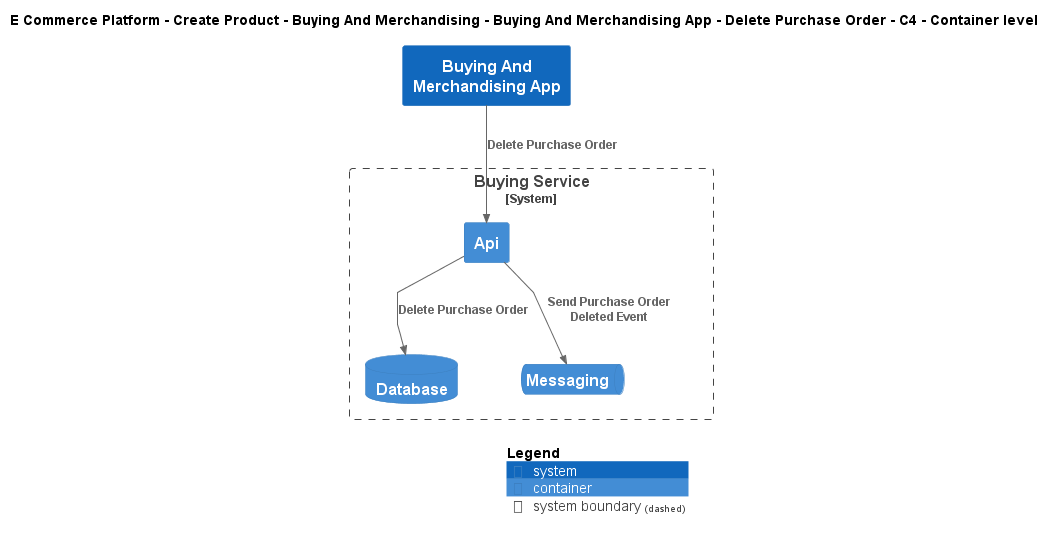 E Commerce Platform - Create Product - Buying And Merchandising - Buying And Merchandising App - Delete Purchase Order - C4 - Container level
Buying And
Merchandising App
Delete Purchase Order
Buying Service
[System]
Api
Delete Purchase Order
Send Purchase Order
Deleted Event
Database
Messaging
Legend
system
container
system boundary (dashed)